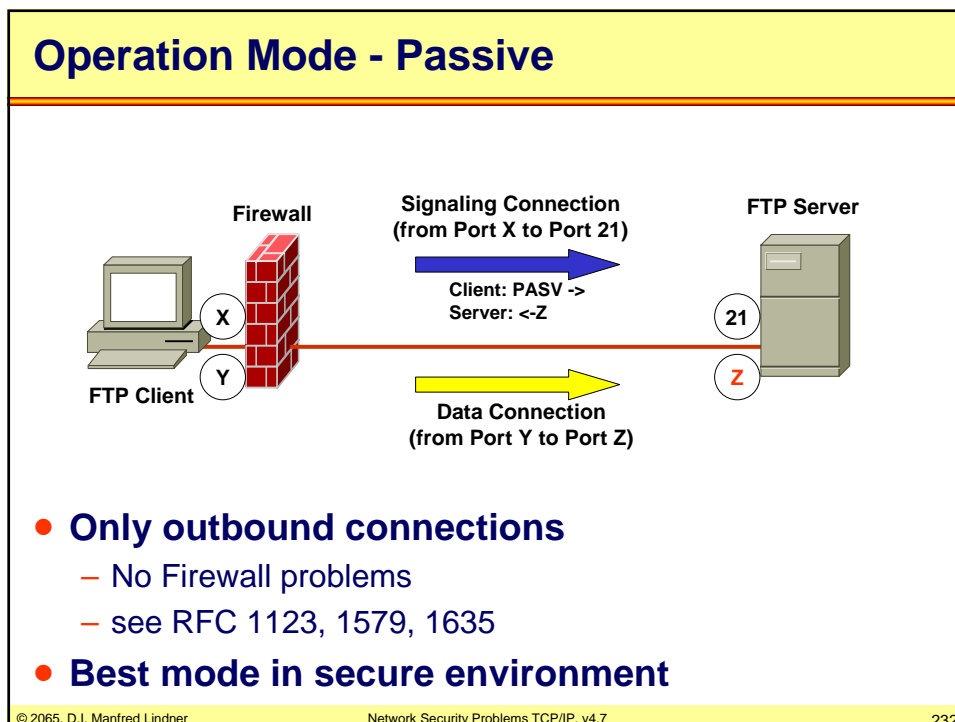 Operation Mode - Passive
Firewall
Signaling Connection
(from Port X to Port 21)
FTP Server
Client: PASV ->
Server: <-Z
X
21
Y
Z
FTP Client
Data Connection
(from Port Y to Port Z)
Only outbound connections
– No Firewall problems
– see RFC 1123, 1579, 1635
Best mode in secure environment
© 2065, D.I. Manfred Lindner
Network Security Problems TCP/IP, v4.7
232